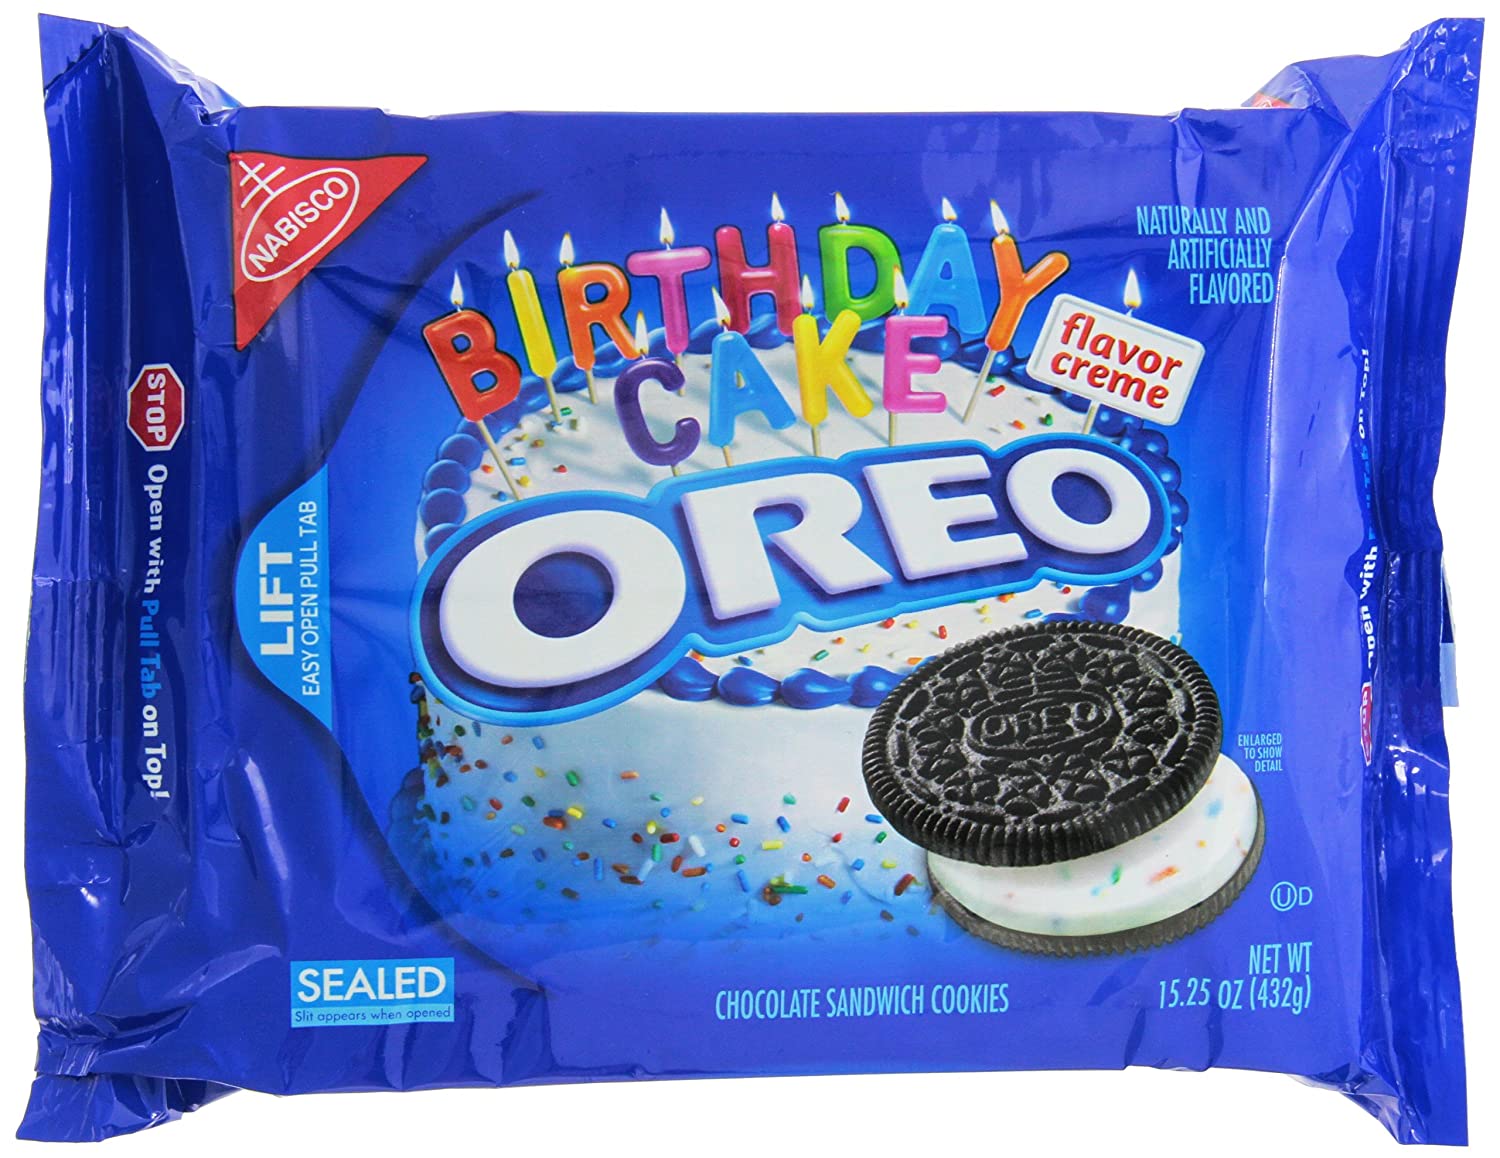 NABISCO
BIRTHDAY
CAKE
flavor
creme
OREO
NATURALLY AND
ARTIFICIALLY
FLAVORED
STOP Open with Pull Tab on Top!
LIFT
EASY OPEN PULL TAB
OREO
ENLARGED
TO SHOW
DETAIL
U D
SEALED
Slit appears when opened
CHOCOLATE SANDWICH COOKIES
NET WT
15.25 OZ (432g)